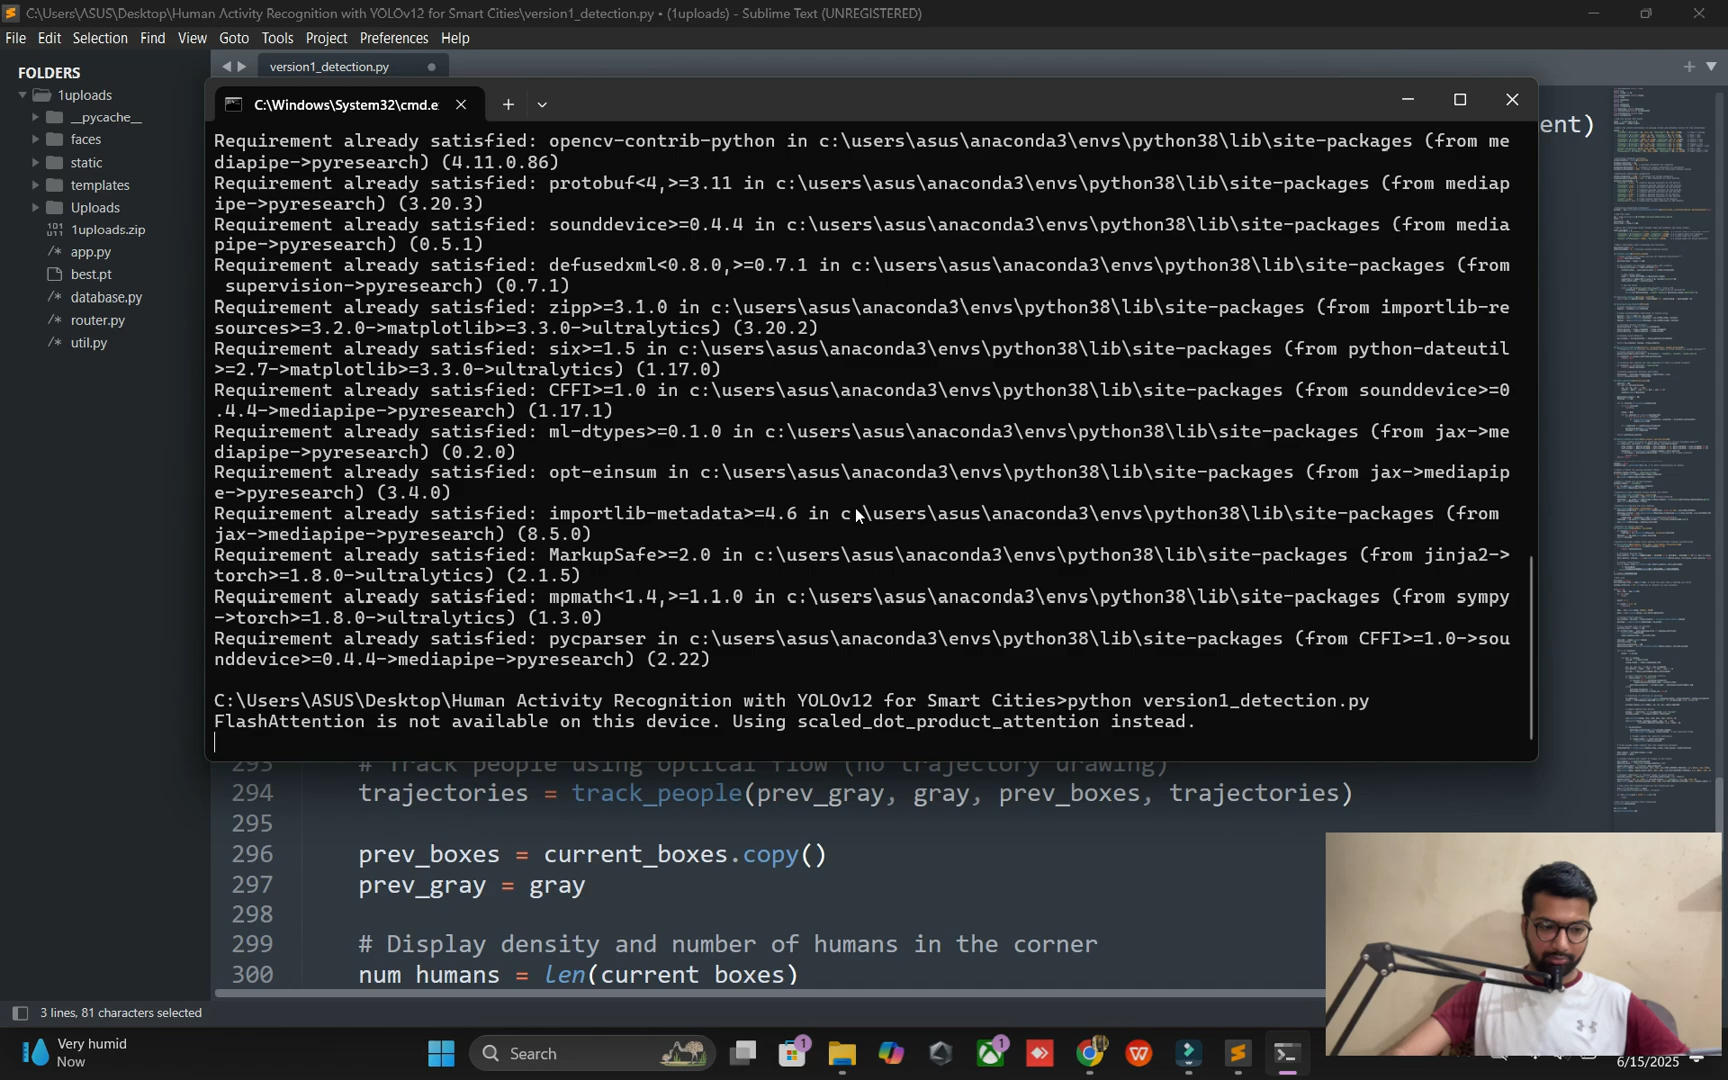 C:\Users\ASUS\Desktop\Human Activity Recognition with YOLOv12 for Smart Cities\version1_detection.py • (1uploads) - Sublime Text (UNREGISTERED)
File Edit Selection Find View Goto Tools Project Preferences Help
FOLDERS
1uploads
__pycache__
faces
static
templates
Uploads
1uploads.zip
app.py
best.pt
database.py
router.py
util.py
version1_detection.py
ent)
C:\Windows\System32\cmd.e
Requirement already satisfied: opencv-contrib-python in c:\users\asus\anaconda3\envs\python38\lib\site-packages (from me
diapipe->pyresearch) (4.11.0.86)
Requirement already satisfied: protobuf<4,>=3.11 in c:\users\asus\anaconda3\envs\python38\lib\site-packages (from mediap
ipe->pyresearch) (3.20.3)
Requirement already satisfied: sounddevice>=0.4.4 in c:\users\asus\anaconda3\envs\python38\lib\site-packages (from media
pipe->pyresearch) (0.5.1)
Requirement already satisfied: defusedxml<0.8.0,>=0.7.1 in c:\users\asus\anaconda3\envs\python38\lib\site-packages (from
supervision->pyresearch) (0.7.1)
Requirement already satisfied: zipp>=3.1.0 in c:\users\asus\anaconda3\envs\python38\lib\site-packages (from importlib-re
sources>=3.2.0->matplotlib>=3.3.0->ultralytics) (3.20.2)
Requirement already satisfied: six>=1.5 in c:\users\asus\anaconda3\envs\python38\lib\site-packages (from python-dateutil
>=2.7->matplotlib>=3.3.0->ultralytics) (1.17.0)
Requirement already satisfied: CFFI>=1.0 in c:\users\asus\anaconda3\envs\python38\lib\site-packages (from sounddevice>=0
.4.4->mediapipe->pyresearch) (1.17.1)
Requirement already satisfied: ml-dtypes>=0.1.0 in c:\users\asus\anaconda3\envs\python38\lib\site-packages (from jax->me
diapipe->pyresearch) (0.2.0)
Requirement already satisfied: opt-einsum in c:\users\asus\anaconda3\envs\python38\lib\site-packages (from jax->mediapip
e->pyresearch) (3.4.0)
Requirement already satisfied: importlib-metadata>=4.6 in c:\users\asus\anaconda3\envs\python38\lib\site-packages (from
jax->mediapipe->pyresearch) (8.5.0)
Requirement already satisfied: MarkupSafe>=2.0 in c:\users\asus\anaconda3\envs\python38\lib\site-packages (from jinja2->
torch>=1.8.0->ultralytics) (2.1.5)
Requirement already satisfied: mpmath<1.4,>=1.1.0 in c:\users\asus\anaconda3\envs\python38\lib\site-packages (from sympy
->torch>=1.8.0->ultralytics) (1.3.0)
Requirement already satisfied: pycparser in c:\users\asus\anaconda3\envs\python38\lib\site-packages (from CFFI>=1.0->sou
nddevice>=0.4.4->mediapipe->pyresearch) (2.22)
C:\Users\ASUS\Desktop\Human Activity Recognition with YOLOv12 for Smart Cities>python version1_detection.py
FlashAttention is not available on this device. Using scaled_dot_product_attention instead.
293 # Track people using optical flow (no trajectory drawing)
294 trajectories = track_people(prev_gray, gray, prev_boxes, trajectories)
295
296 prev_boxes = current_boxes.copy()
297 prev_gray = gray
298
299 # Display density and number of humans in the corner
300 num_humans = len(current_boxes)
3 lines, 81 characters selected
Very humid
Now
Search
1
1
6/15/2025